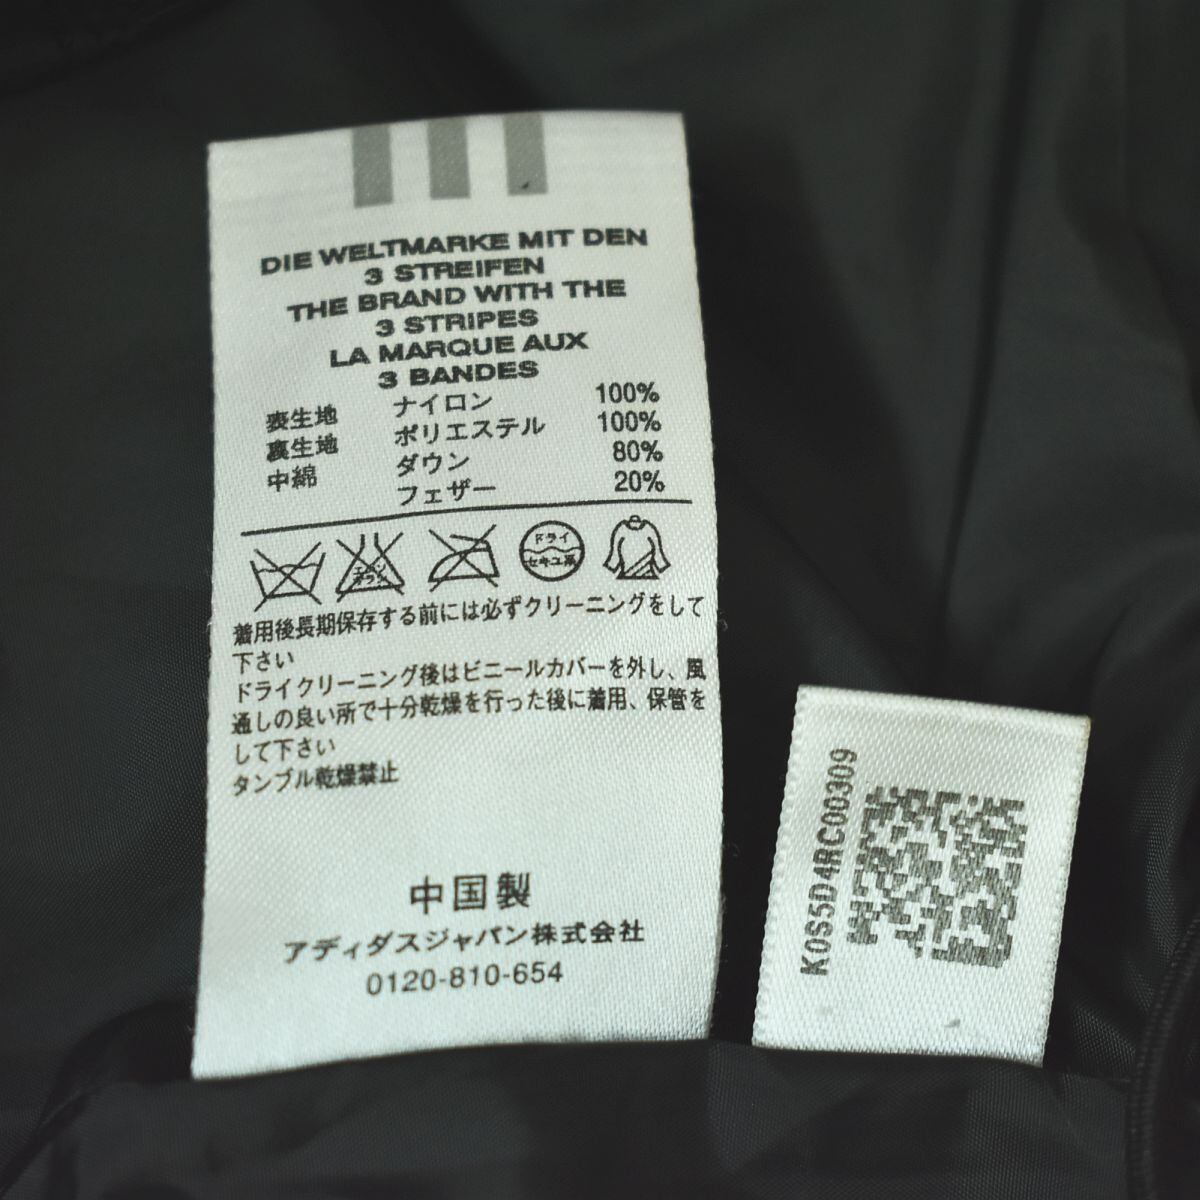 DIE WELTMARKE MIT DEN
3 STREIFEN
THE BRAND WITH THE
3 STRIPES
LA MARQUE AUX
3 BANDES
表生地 ナイロン 100%
裏生地 ポリエステル 100%
中綿 ダウン 80%
フェザー 20%
ドライ
セキユ系
着用後長期保存する前には必ずクリーニングをして
下さい
ドライクリーニング後はビニールカバーを外し、風
通しの良い所で十分乾燥を行った後に着用、保管を
して下さい
タンブル乾燥禁止
中国製
アディダスジャパン株式会社
0120-810-654
K0S5D4RC00309